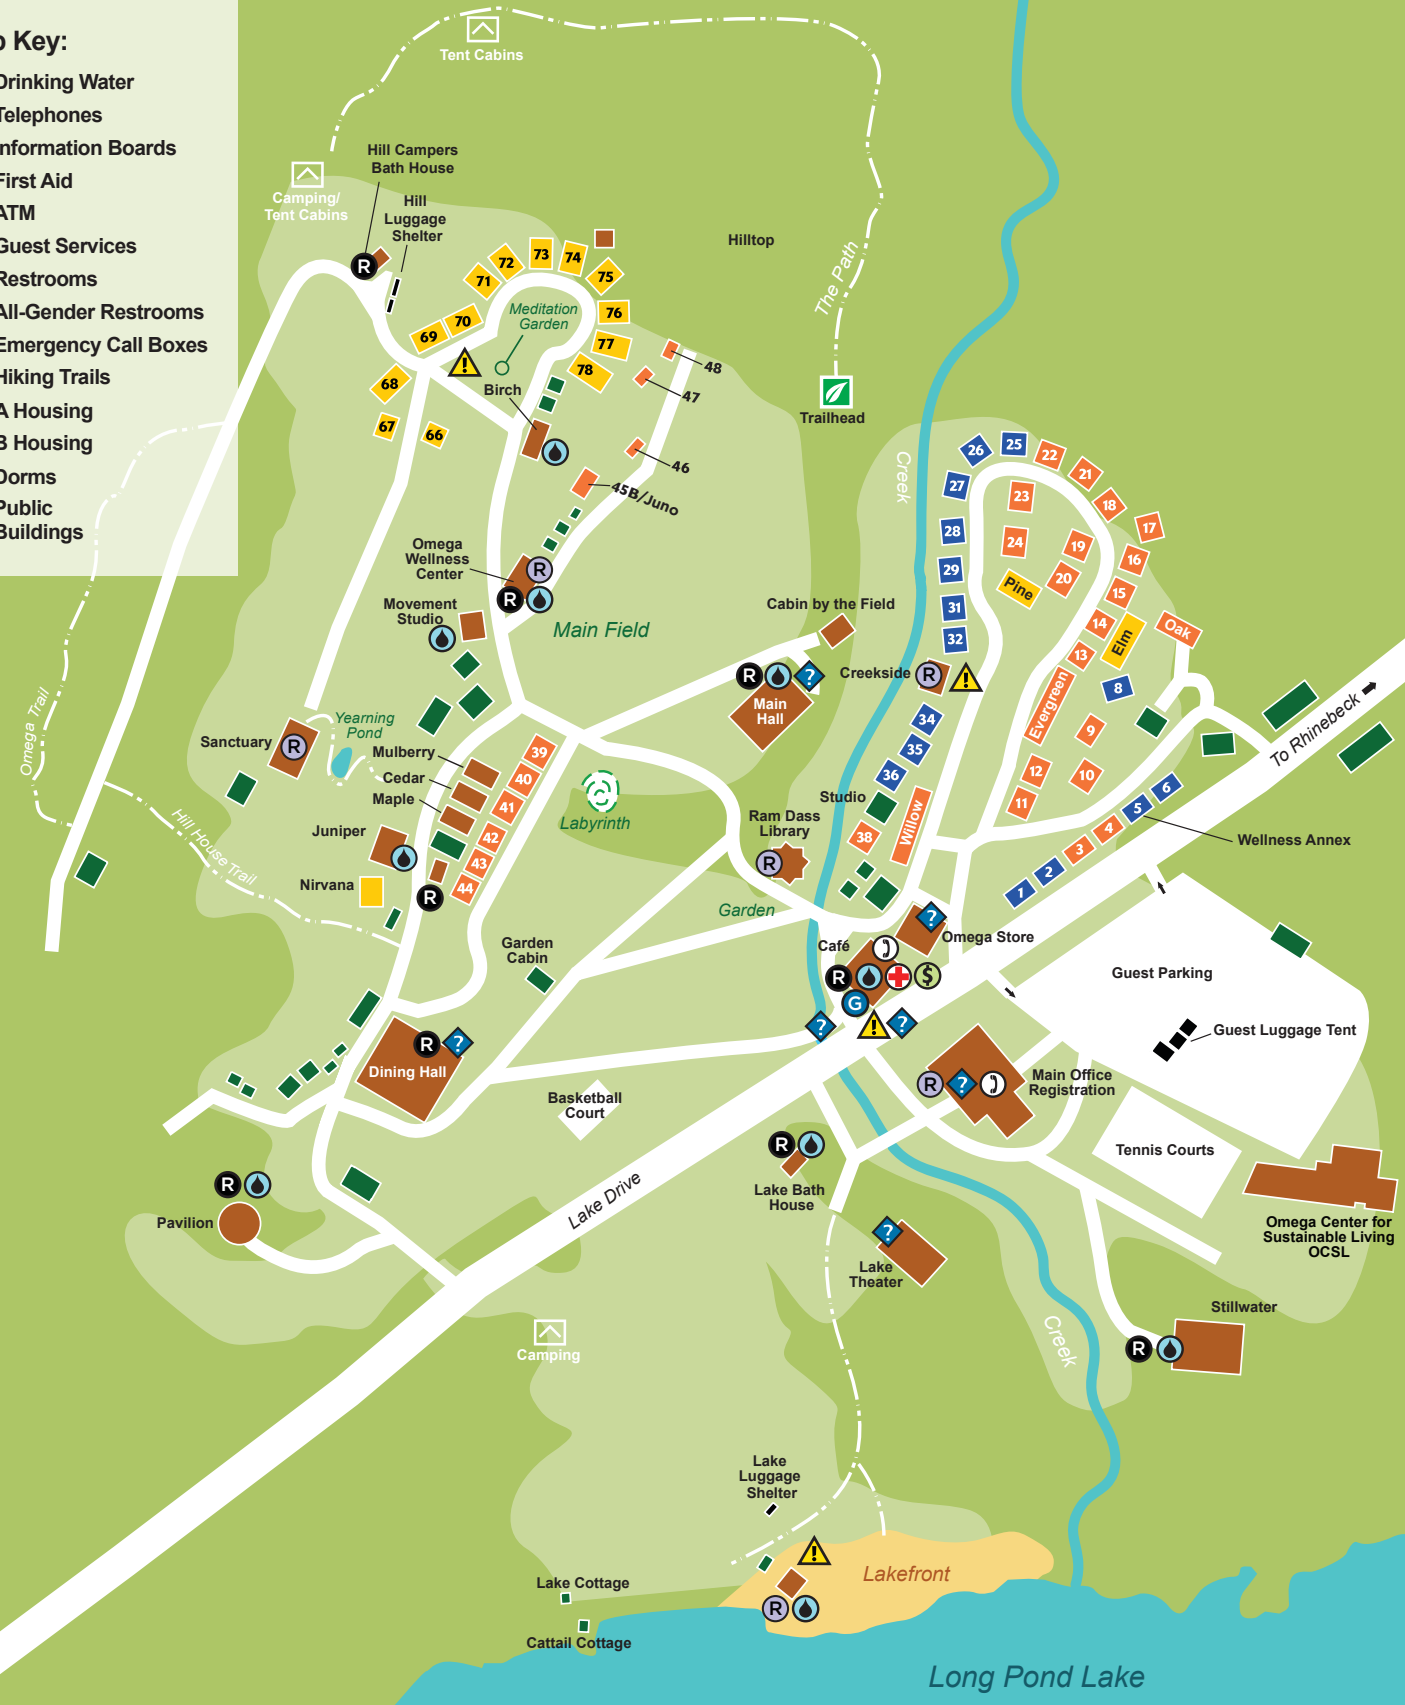 Key:
Drinking Water
Telephones
Information Boards
First Aid
ATM
Guest Services
Restrooms
All-Gender Restrooms
Emergency Call Boxes
Hiking Trails
A Housing
B Housing
Dorms
Public
Buildings
Tent Cabins
Camping/
Tent Cabins
Hill Campers
Bath House
Hill
Luggage
Shelter
R
Hilltop
The Path
Trailhead
73
72
74
71
75
70
76
69
77
78
68
67
66
Meditation
Garden
Birch
48
47
46
45B/Juno
Omega
Wellness
Center
R
R
Movement
Studio
Main Field
Cabin by the Field
Creek
26
25
22
21
27
23
18
17
28
24
19
16
29
20
15
Pine
31
14
Oak
32
Elm
13
Creekside
R
8
Evergreen
34
9
35
12
10
36
11
6
5
4
3
2
1
Wellness Annex
To Rhinebeck
R
?
Main
Hall
Studio
38
Willow
Ram Dass
Library
R
Omega Trail
Hill House Trail
Sanctuary
R
Yearning
Pond
Mulberry
Cedar
Maple
Juniper
Nirvana
R
39
40
41
42
43
44
Labyrinth
Garden
Garden
Cabin
Café
?
Omega Store
R
$
G
?
?
Guest Parking
Guest Luggage Tent
R
?
Dining Hall
Basketball
Court
R
?
Main Office
Registration
Tennis Courts
R
Lake Bath
House
Omega Center for
Sustainable Living
OCSL
R
Pavilion
Lake Drive
?
Lake
Theater
Creek
Stillwater
R
Camping
Lake
Luggage
Shelter
Lakefront
R
Lake Cottage
Cattail Cottage
Long Pond Lake